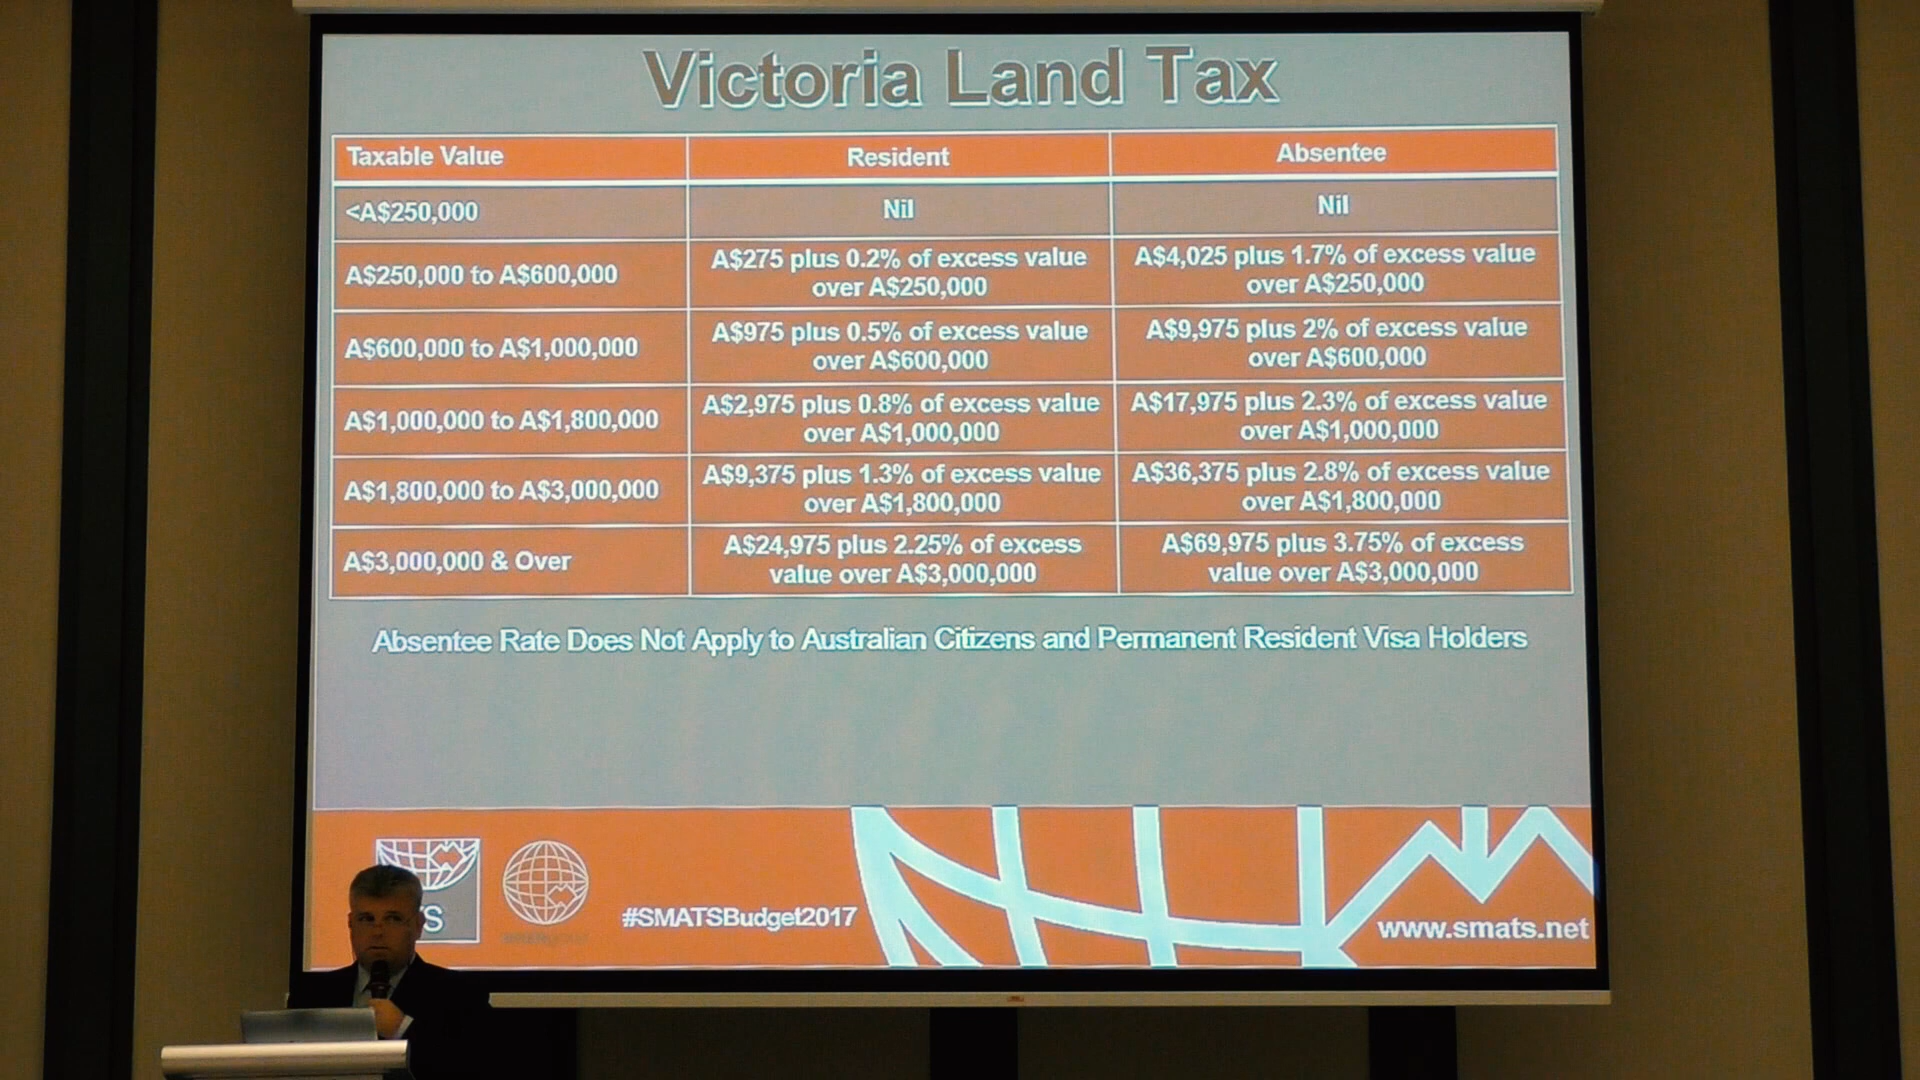 Victoria Land Tax
Taxable Value Resident Absentee
<A$250,000 Nil Nil
A$250,000 to A$600,000
A$275 plus 0.2% of excess value
over A$250,000
A$4,025 plus 1.7% of excess value
over A$250,000
A$600,000 to A$1,000,000
A$975 plus 0.5% of excess value
over A$600,000
A$9,975 plus 2% of excess value
over A$600,000
A$1,000,000 to A$1,800,000
A$2,975 plus 0.8% of excess value
over A$1,000,000
A$17,975 plus 2.3% of excess value
over A$1,000,000
A$1,800,000 to A$3,000,000
A$9,375 plus 1.3% of excess value
over A$1,800,000
A$36,375 plus 2.8% of excess value
over A$1,800,000
A$3,000,000 & Over
A$24,975 plus 2.25% of excess
value over A$3,000,000
A$69,975 plus 3.75% of excess
value over A$3,000,000
Absentee Rate Does Not Apply to Australian Citizens and Permanent Resident Visa Holders
#SMATSBudget2017
www.smats.net